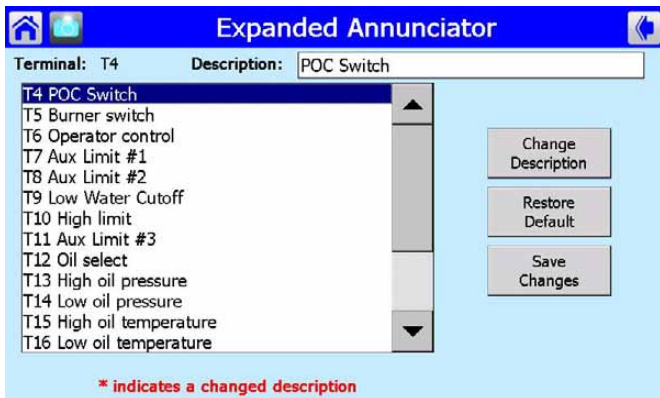 Expanded Annunciator
Terminal: T4 Description: POC Switch
T4 POC Switch
T5 Burner switch
T6 Operator control
T7 Aux Limit #1
T8 Aux Limit #2
T9 Low Water Cutoff
T10 High limit
T11 Aux Limit #3
T12 Oil select
T13 High oil pressure
T14 Low oil pressure
T15 High oil temperature
T16 Low oil temperature
Change
Description
Restore
Default
Save
Changes
* indicates a changed description